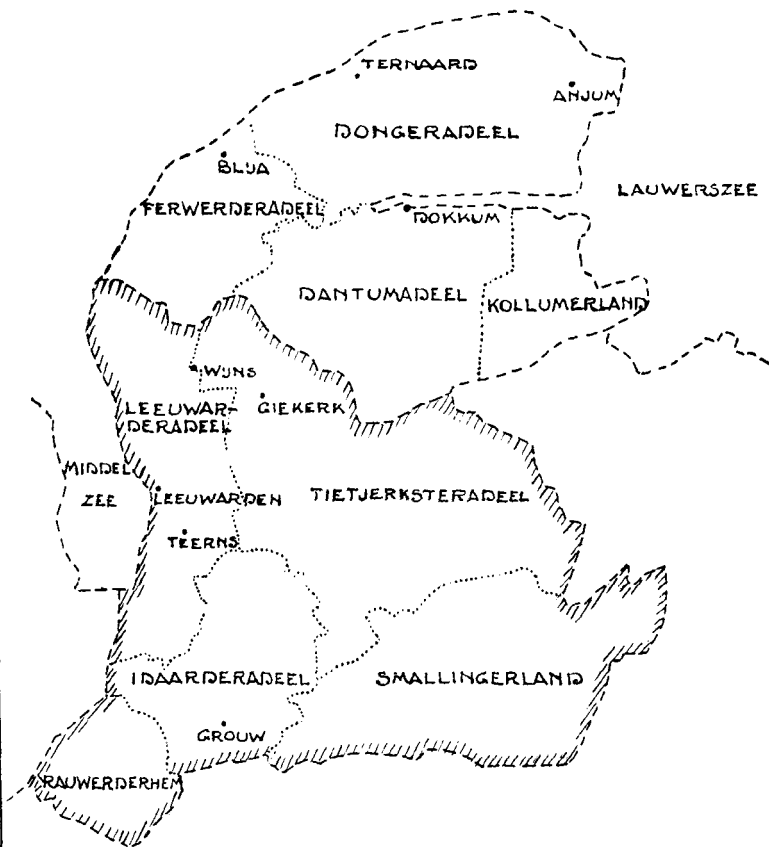 TERNAARD
ANJUM
DONGERADEEL
BLIJA
LAUWERSZEE
FERWERDERADEEL
DOKKUM
DANTUMADEEL
KOLLUMERLAND
WIJNS
LEEUWAR-
DERADEEL
GIEKERK
MIDDEL
ZEE
LEEUWARDEN
TIETJERKSTERADEEL
TEERNS
IDAARDERADEEL
SMALLINGERLAND
GROUW
RAUWERDERHEM